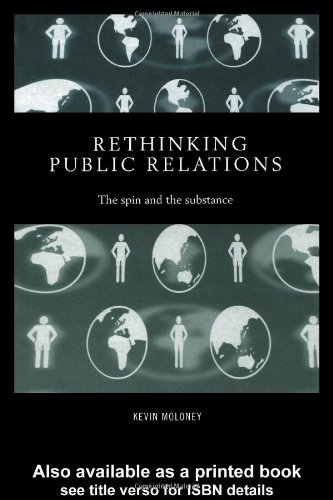 RETHINKING
PUBLIC RELATIONS
The spin and the substance
KEVIN MOLONEY
Also available as a printed book
see title verso for ISBN details